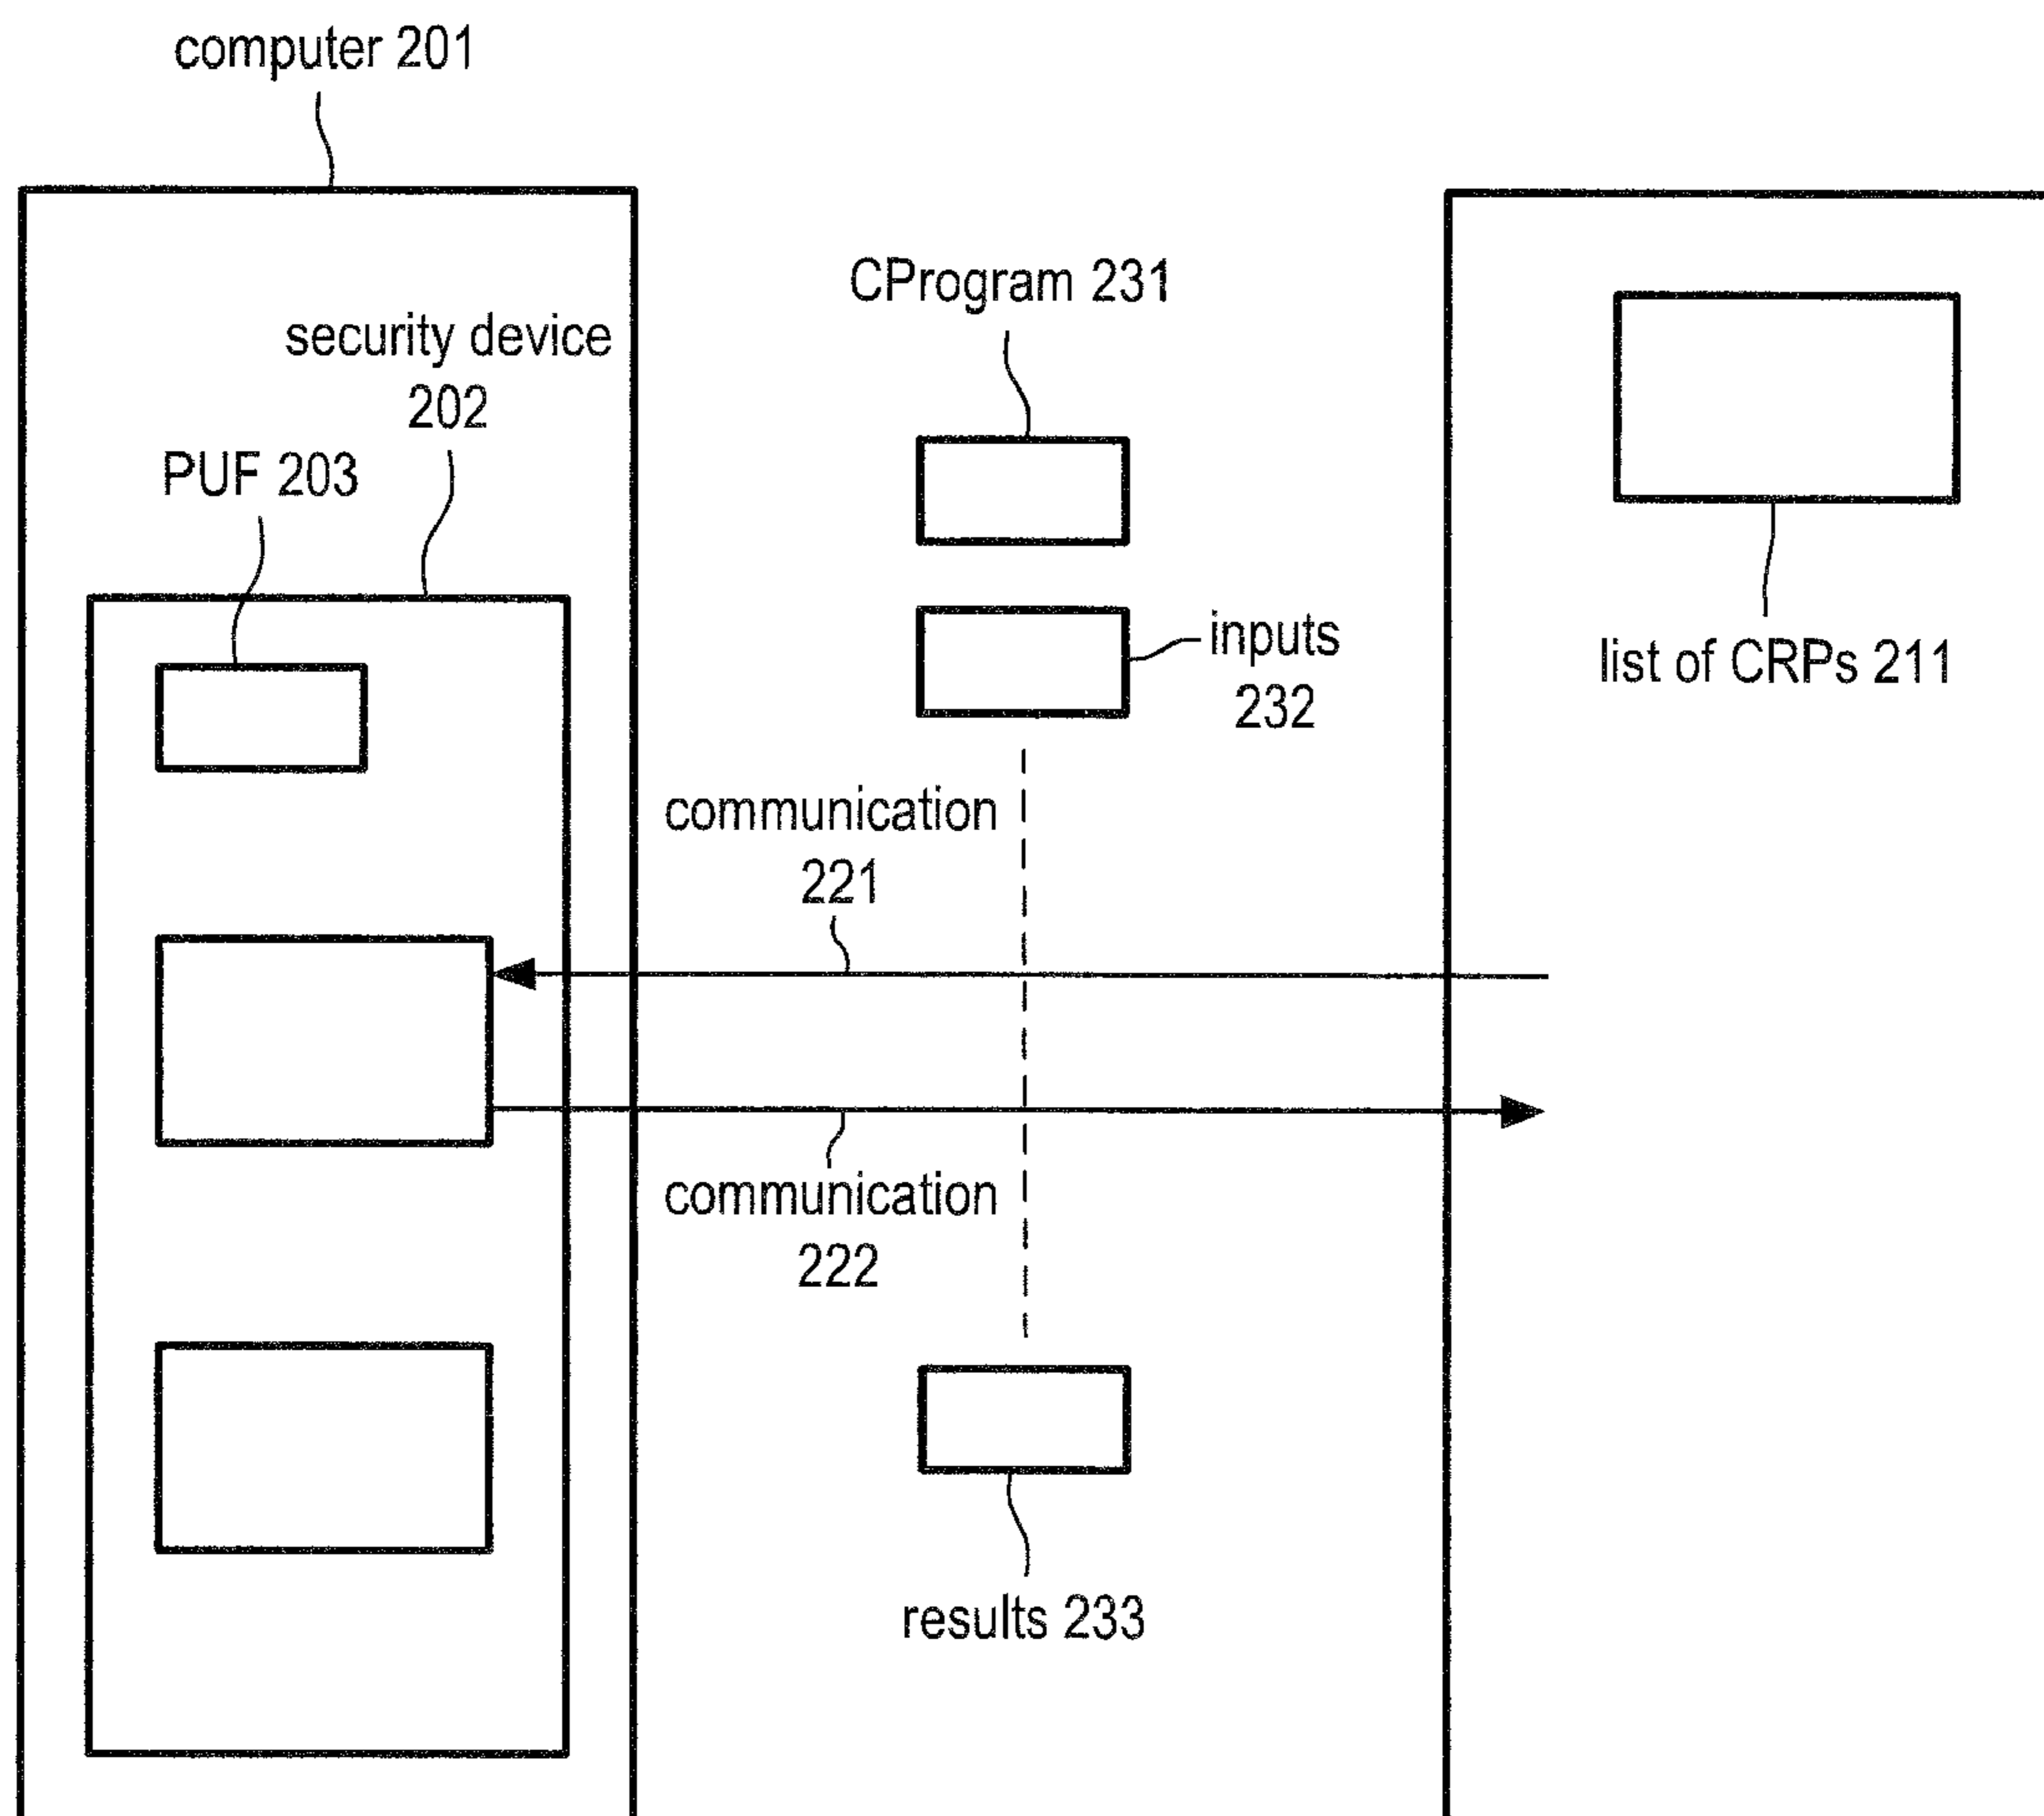 computer 201
CProgram 231
security device
202
PUF 203
inputs
232
list of CRPs 211
communication
221
communication
222
results 233